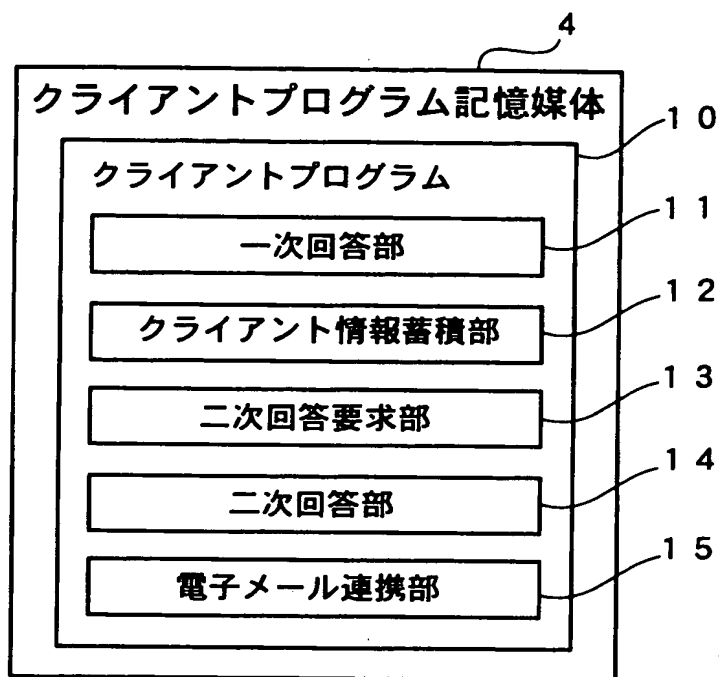 4
クライアントプログラム記憶媒体
10
クライアントプログラム
11
一次回答部
12
クライアント情報蓄積部
13
二次回答要求部
14
二次回答部
15
電子メール連携部